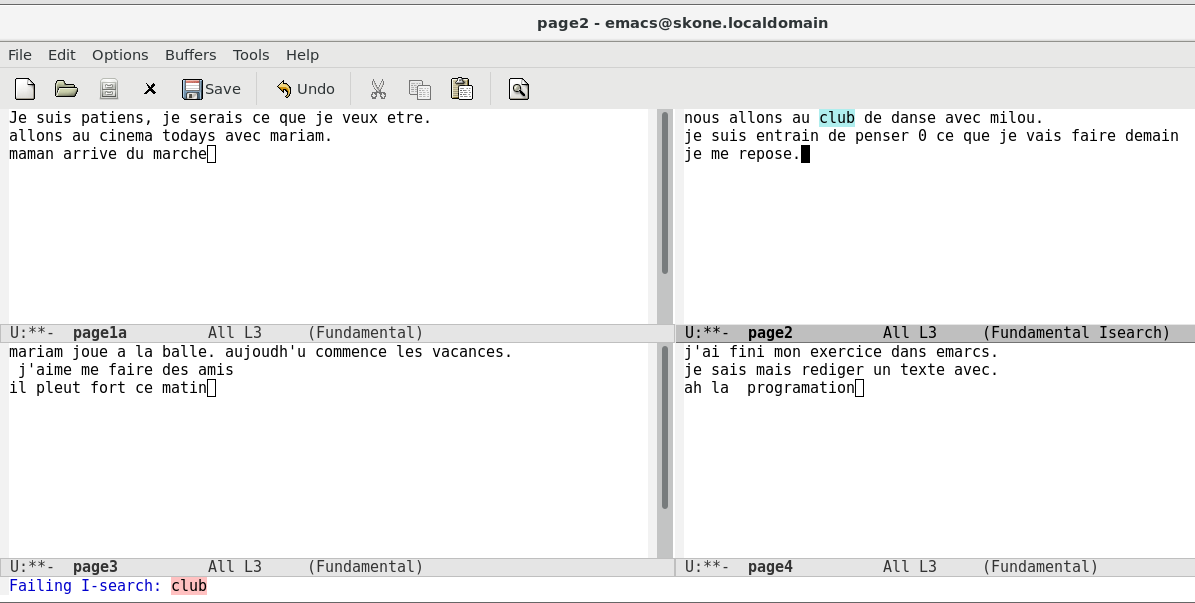 page2 - emacs@skone.localdomain
File Edit Options Buffers Tools Help
Save Undo
Je suis patiens, je serais ce que je veux etre.
allons au cinema todays avec mariam.
maman arrive du marche
U:**-  page1a         All L3     (Fundamental)
nous allons au club de danse avec milou.
je suis entrain de penser 0 ce que je vais faire demain
je me repose.
U:**-  page2          All L3     (Fundamental Isearch)
mariam joue a la balle. aujoudh'u commence les vacances.
 j'aime me faire des amis
il pleut fort ce matin
U:**-  page3          All L3     (Fundamental)
j'ai fini mon exercice dans emarcs.
je sais mais rediger un texte avec.
ah la  programation
U:**-  page4          All L3     (Fundamental)
Failing I-search: club